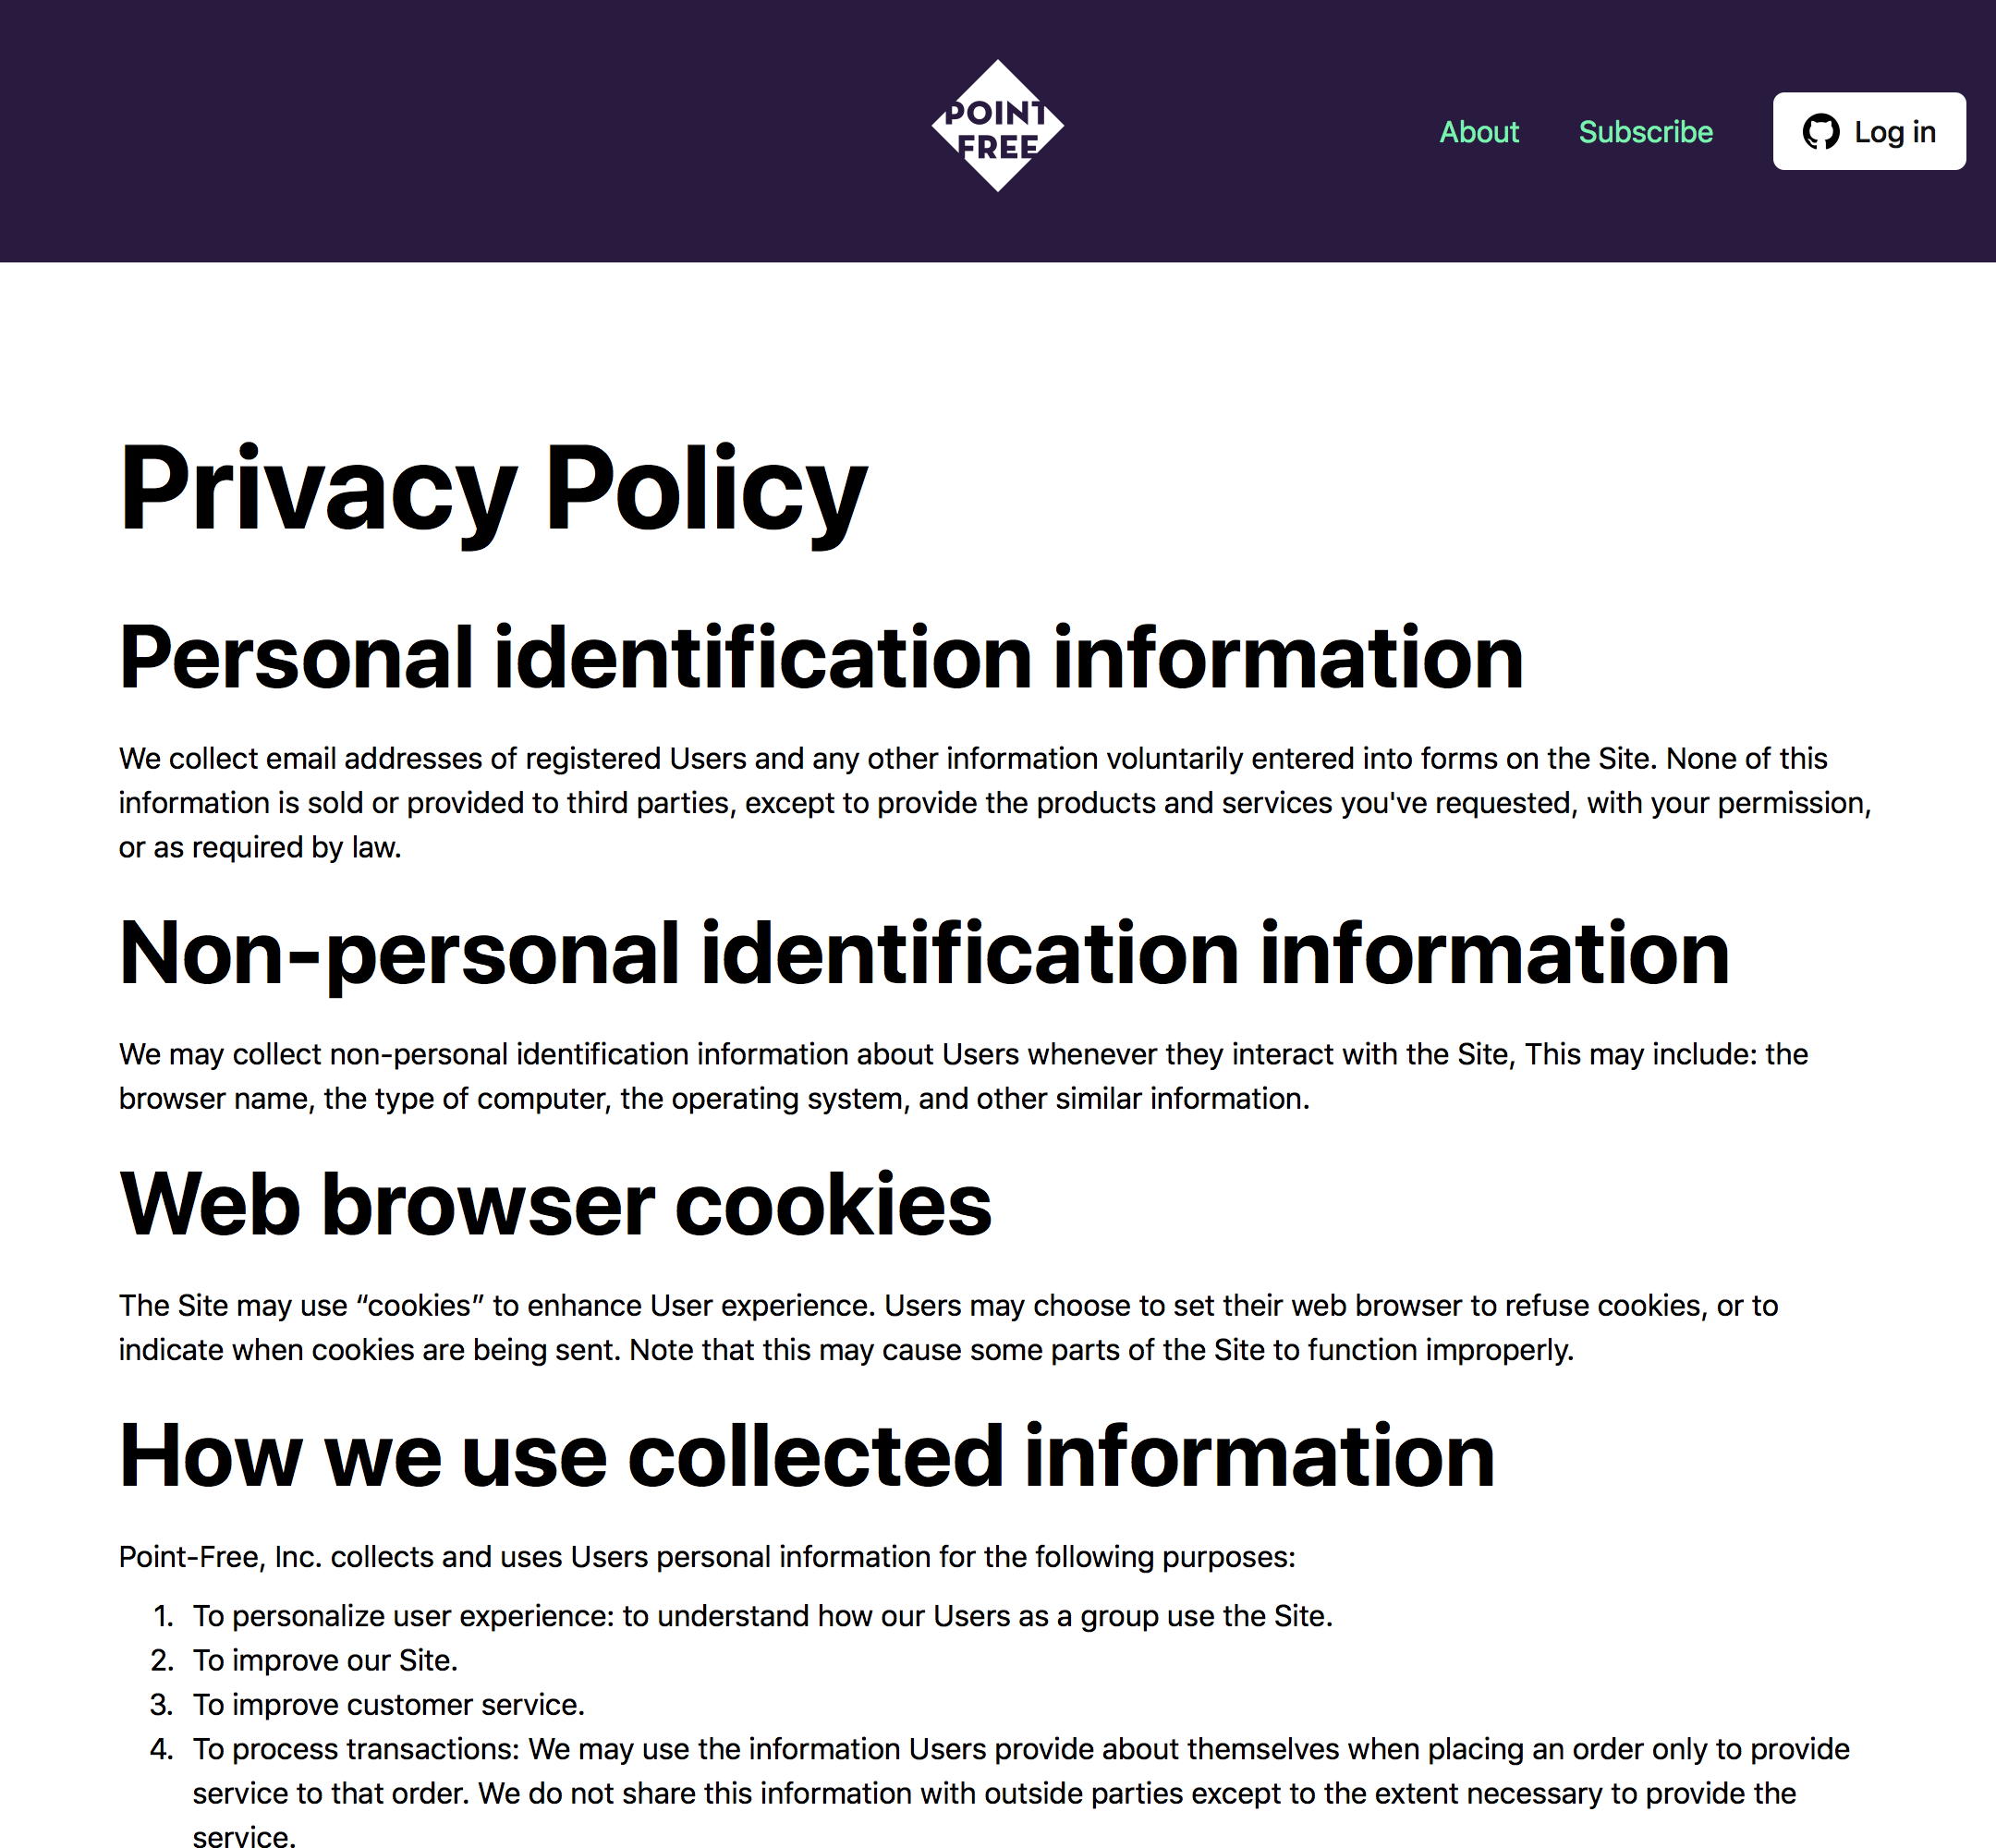 POINT
FREE
About
Subscribe
Log in
Privacy Policy
Personal identification information
We collect email addresses of registered Users and any other information voluntarily entered into forms on the Site. None of this
information is sold or provided to third parties, except to provide the products and services you've requested, with your permission,
or as required by law.
Non-personal identification information
We may collect non-personal identification information about Users whenever they interact with the Site, This may include: the
browser name, the type of computer, the operating system, and other similar information.
Web browser cookies
The Site may use “cookies” to enhance User experience. Users may choose to set their web browser to refuse cookies, or to
indicate when cookies are being sent. Note that this may cause some parts of the Site to function improperly.
How we use collected information
Point-Free, Inc. collects and uses Users personal information for the following purposes:
1. To personalize user experience: to understand how our Users as a group use the Site.
2. To improve our Site.
3. To improve customer service.
4. To process transactions: We may use the information Users provide about themselves when placing an order only to provide
service to that order. We do not share this information with outside parties except to the extent necessary to provide the
service.